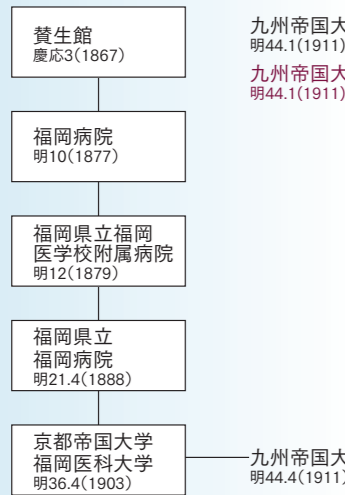 賛生館
慶応3(1867)
福岡病院
明10(1877)
福岡県立福岡
医学校附属病院
明12(1879)
福岡県立
福岡病院
明21.4(1888)
京都帝国大学
福岡医科大学
明36.4(1903)
九州帝国大
明44.1(1911)
九州帝国大
明44.1(1911)
九州帝国大
明44.4(1911)